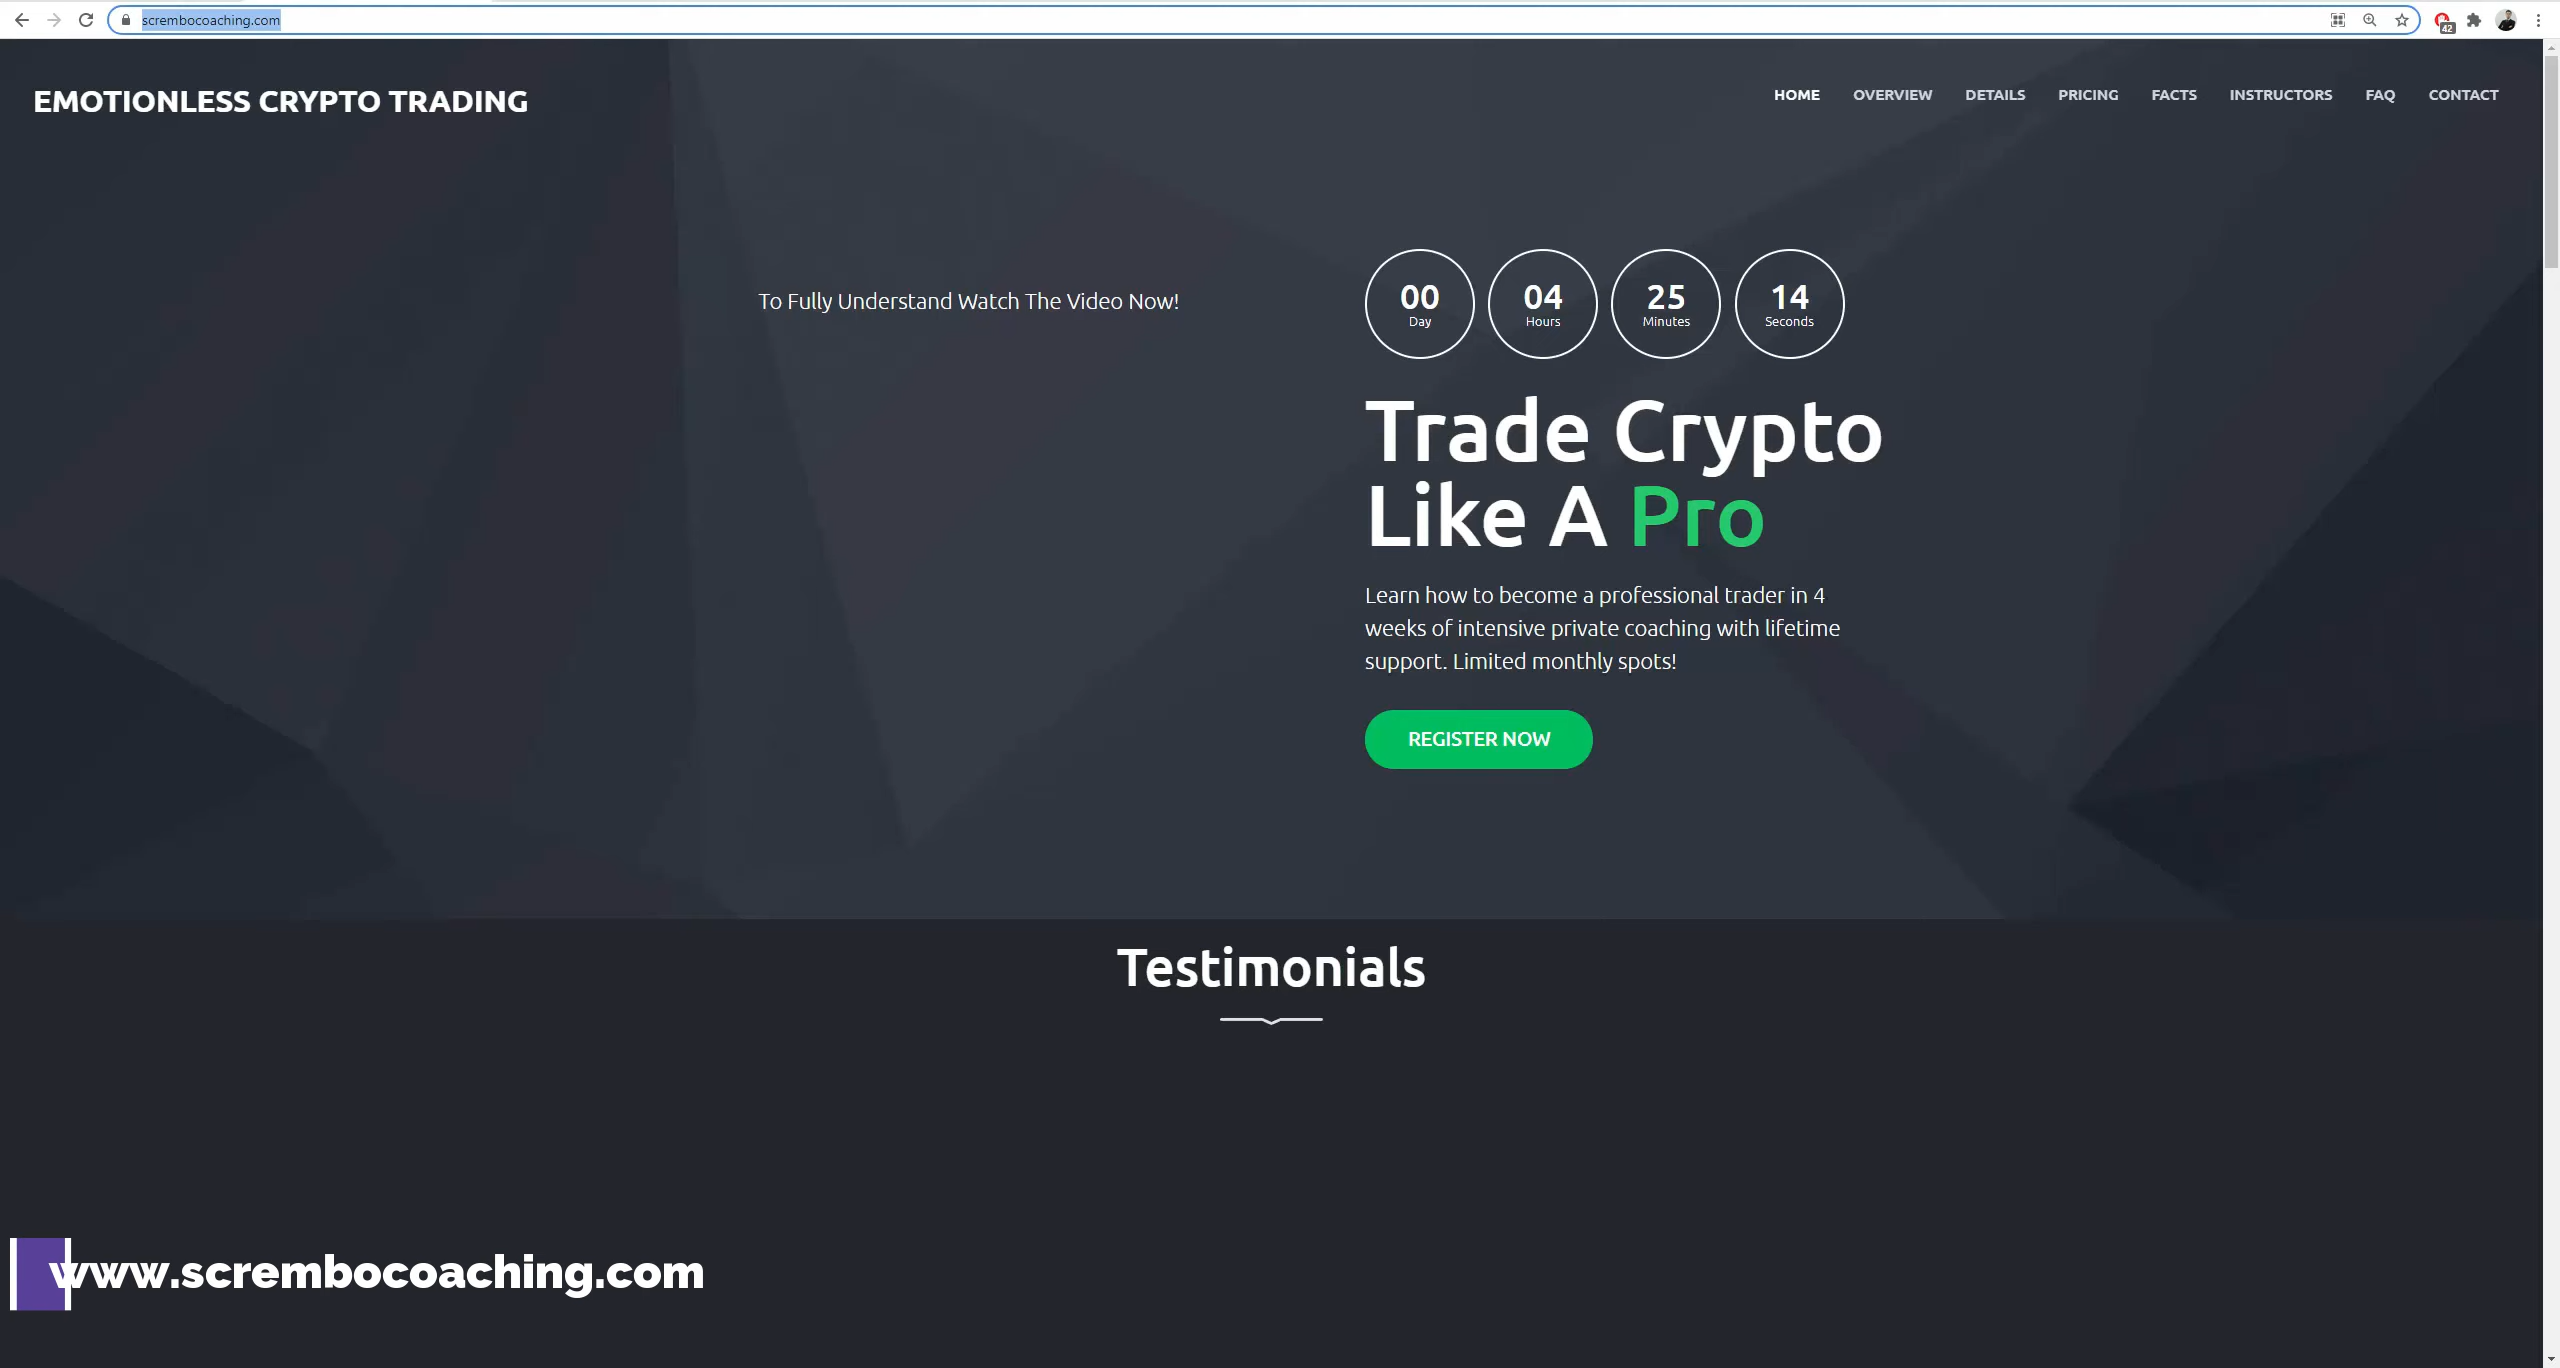 scrembocoaching.com
42
EMOTIONLESS CRYPTO TRADING
HOME OVERVIEW DETAILS PRICING FACTS INSTRUCTORS FAQ CONTACT
To Fully Understand Watch The Video Now!
00 04 25 14
Day Hours Minutes Seconds
Trade Crypto
Like A Pro
Learn how to become a professional trader in 4
weeks of intensive private coaching with lifetime
support. Limited monthly spots!
REGISTER NOW
Testimonials
www.scrembocoaching.com